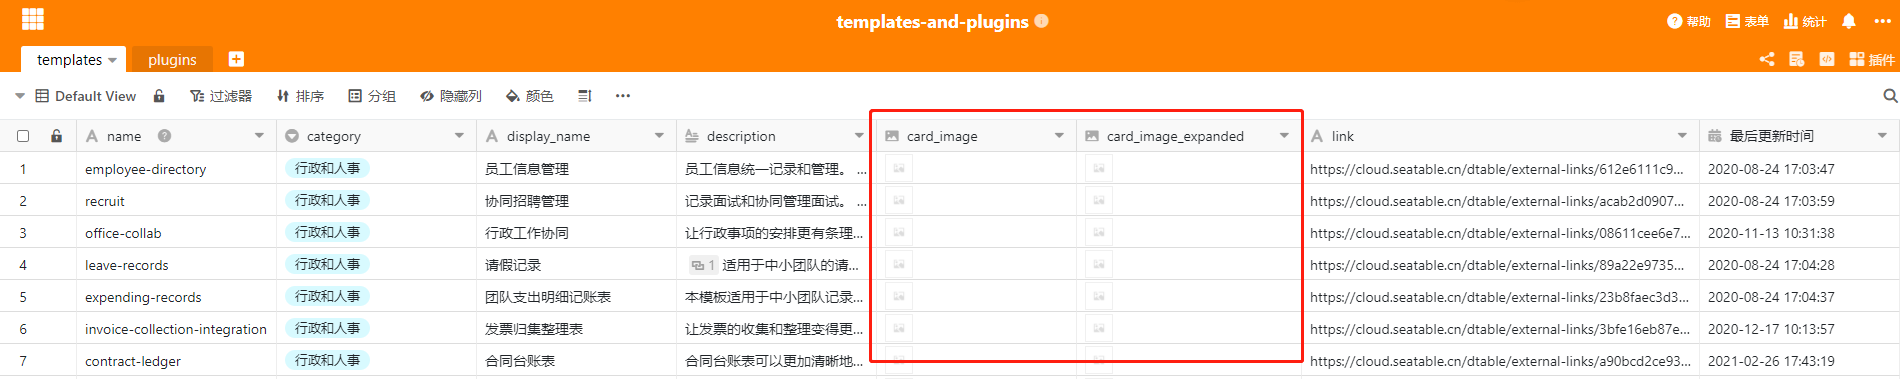 templates-and-plugins
帮助 表单 统计
templates plugins
插件
Default View 过滤器 排序 分组 隐藏列 颜色
name category display_name description card_image card_image_expanded link 最后更新时间
1 employee-directory 行政和人事 员工信息管理 员工信息统一记录和管理。 ... https://cloud.seatable.cn/dtable/external-links/612e6111c9... 2020-08-24 17:03:47
2 recruit 行政和人事 协同招聘管理 记录面试和协同管理面试。 ... https://cloud.seatable.cn/dtable/external-links/acab2d0907... 2020-08-24 17:03:59
3 office-collab 行政和人事 行政工作协同 让行政事项的安排更有条理... https://cloud.seatable.cn/dtable/external-links/08611cee6e7... 2020-11-13 10:31:38
4 leave-records 行政和人事 请假记录 1 适用于中小团队的请... https://cloud.seatable.cn/dtable/external-links/89a22e9735... 2020-08-24 17:04:28
5 expending-records 行政和人事 团队支出明细记账表 本模板适用于中小团队记录... https://cloud.seatable.cn/dtable/external-links/23b8faec3d3... 2020-08-24 17:04:37
6 invoice-collection-integration 行政和人事 发票归集整理表 让发票的收集和整理变得更... https://cloud.seatable.cn/dtable/external-links/3bfe16eb87e... 2020-12-17 10:13:57
7 contract-ledger 行政和人事 合同台账表 合同台账表可以更加清晰地... https://cloud.seatable.cn/dtable/external-links/a90bcd2ce93... 2021-02-26 17:43:19